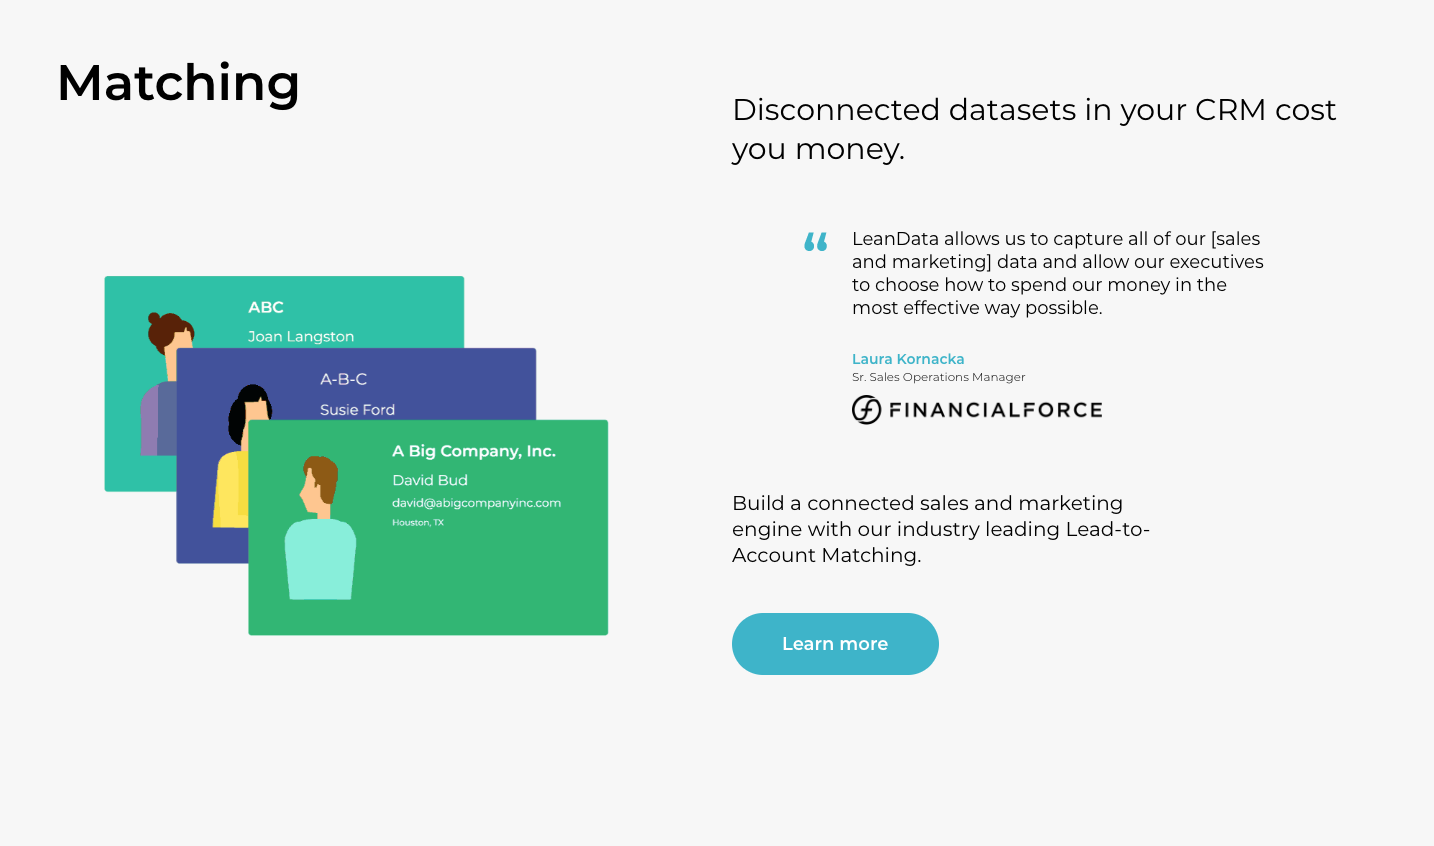 Matching
Disconnected datasets in your CRM cost
you money.
“ LeanData allows us to capture all of our [sales
and marketing] data and allow our executives
to choose how to spend our money in the
most effective way possible.
Laura Kornacka
Sr. Sales Operations Manager
FINANCIALFORCE
ABC
Joan Langston
A-B-C
Susie Ford
A Big Company, Inc.
David Bud
david@abigcompanyinc.com
Houston, TX
Build a connected sales and marketing
engine with our industry leading Lead-to-
Account Matching.
Learn more